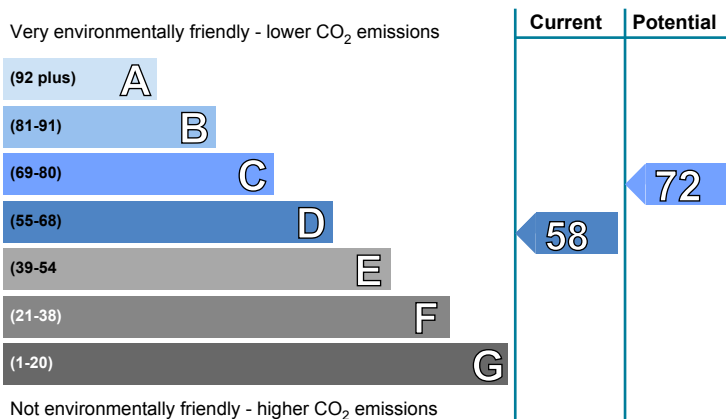 Current Potential
Very environmentally friendly - lower CO2 emissions
(92 plus) A
(81-91) B
(69-80) C
72
(55-68) D
58
(39-54 E
(21-38) F
(1-20) G
Not environmentally friendly - higher CO2 emissions